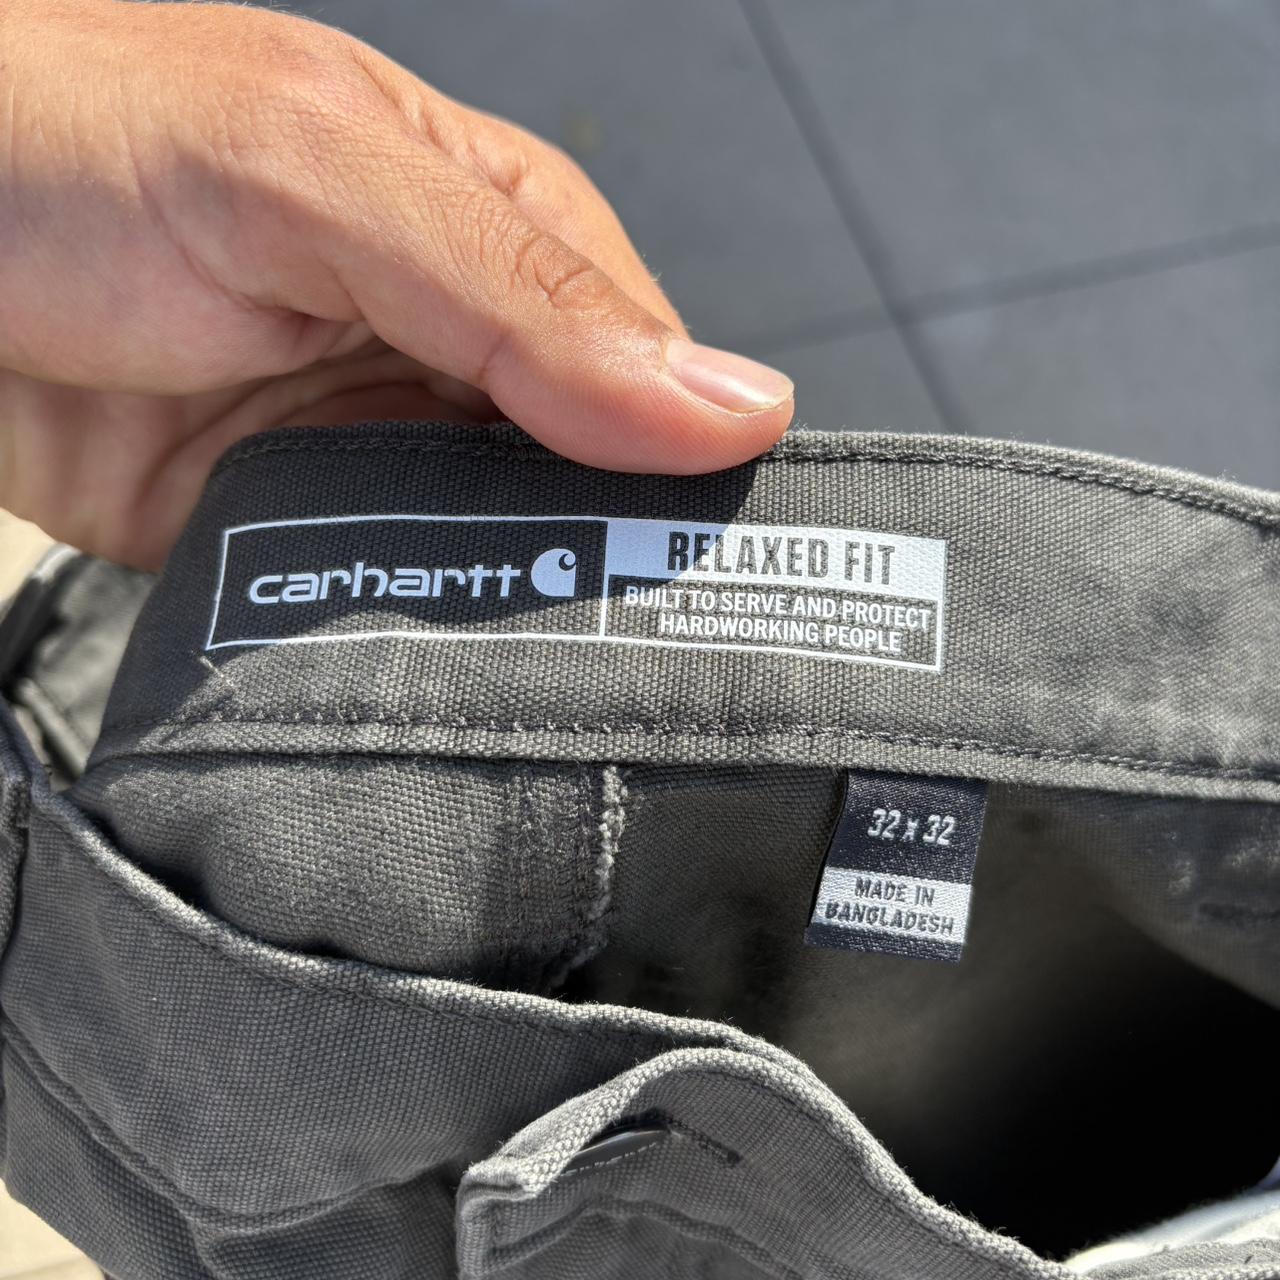 carhartt
RELAXED FIT
BUILT TO SERVE AND PROTECT
HARDWORKING PEOPLE
32 x 32
MADE IN
BANGLADESH